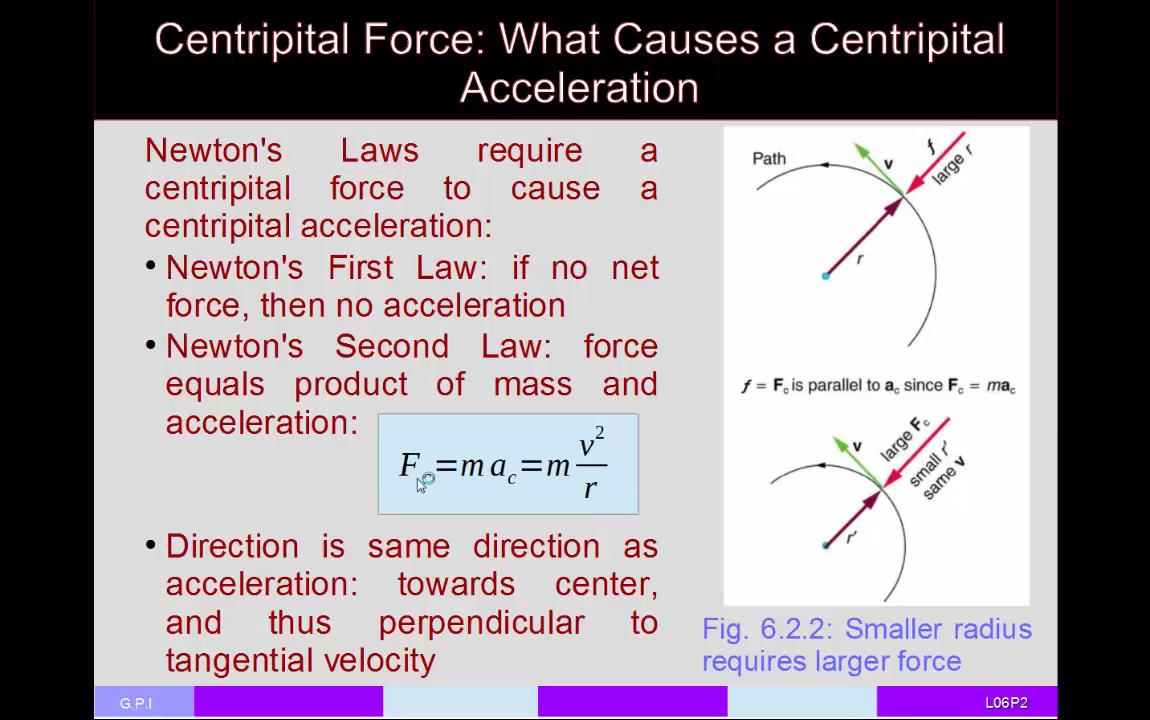 Centripital Force: What Causes a Centripital
Acceleration
Newton's Laws require a
centripital force to cause a
centripital acceleration:
• Newton's First Law: if no net
force, then no acceleration
• Newton's Second Law: force
equals product of mass and
acceleration:
F =m a_c=m v²/r
• Direction is same direction as
acceleration: towards center,
and thus perpendicular to
tangential velocity
Path
v
f
large r
r
f = F_c is parallel to a_c since F_c = ma_c
v
large F_c
small r'
same v
r'
Fig. 6.2.2: Smaller radius
requires larger force
G.P.I
L06P2